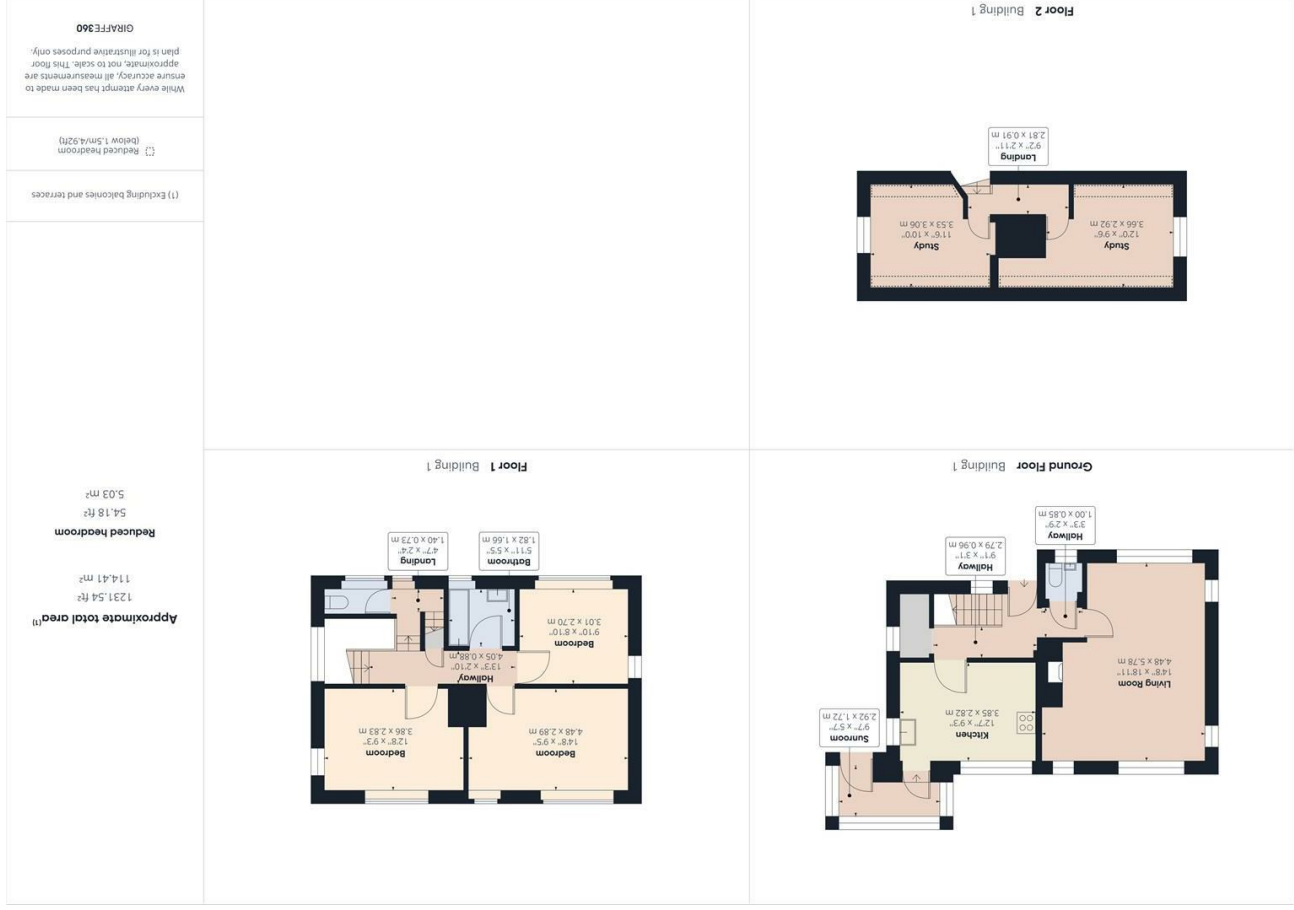 Sunroom
9'7" x 5'7"
2.92 x 1.72 m
Kitchen
12'7" x 9'3"
3.85 x 2.82 m
Living Room
14'8" x 18'11"
4.48 x 5.78 m
Hallway
9'1" x 3'1"
2.79 x 0.96 m
Hallway
3'3" x 2'9"
1.00 x 0.85 m
Ground Floor Building 1
Bedroom
14'8" x 9'5"
4.48 x 2.89 m
Bedroom
12'8" x 9'3"
3.86 x 2.83 m
Hallway
13'3" x 2'10"
4.05 x 0.88 m
Bedroom
9'10" x 8'10"
3.01 x 2.70 m
Bathroom
5'11" x 5'5"
1.82 x 1.66 m
Landing
4'7" x 2'4"
1.40 x 0.73 m
Floor 1 Building 1
Study
12'0" x 9'6"
3.66 x 2.92 m
Study
11'6" x 10'0"
3.53 x 3.06 m
Landing
9'2" x 2'11"
2.81 x 0.91 m
Floor 2 Building 1
Approximate total area(1)
1231.54 ft²
114.41 m²
Reduced headroom
54.18 ft²
5.03 m²
(1) Excluding balconies and terraces
Reduced headroom
(below 1.5m/4.92ft)
While every attempt has been made to
ensure accuracy, all measurements are
approximate, not to scale. This floor
plan is for illustrative purposes only.
GIRAFFE360